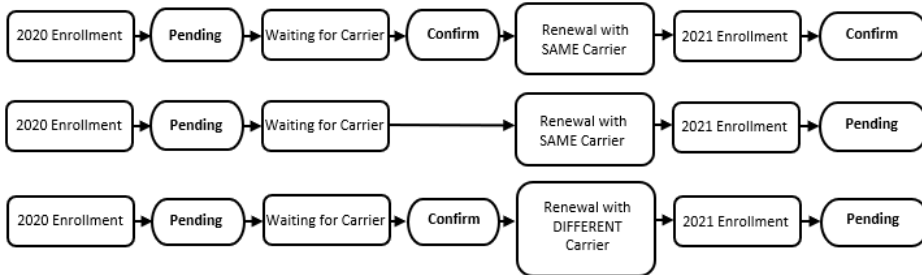 2020 Enrollment
Pending
Waiting for Carrier
Confirm
Renewal with
SAME Carrier
2021 Enrollment
Confirm
2020 Enrollment
Pending
Waiting for Carrier
Renewal with
SAME Carrier
2021 Enrollment
Pending
2020 Enrollment
Pending
Waiting for Carrier
Confirm
Renewal with
DIFFERENT
Carrier
2021 Enrollment
Pending